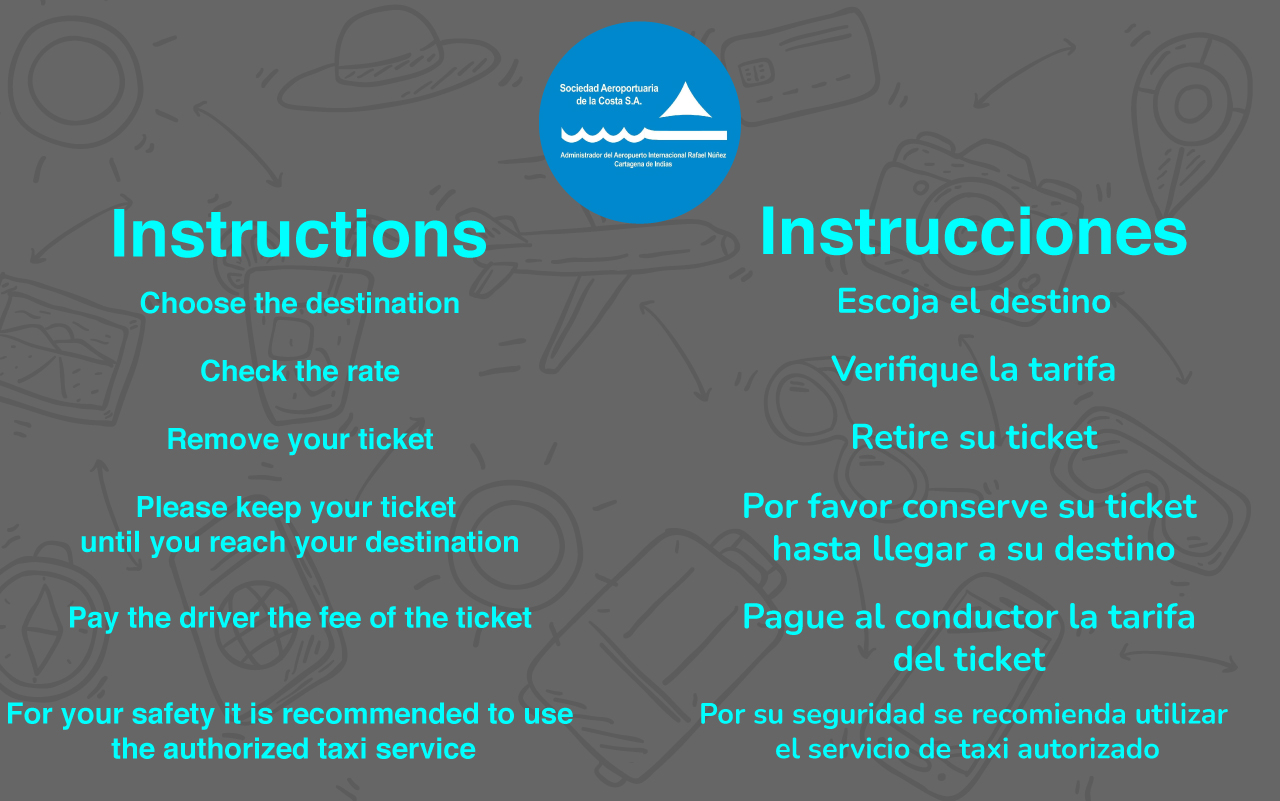 Sociedad Aeroportuaria
de la Costa S.A.
Administrador del Aeropuerto Internacional Rafael Núñez
Cartagena de Indias
Instructions
Choose the destination
Check the rate
Remove your ticket
Please keep your ticket
until you reach your destination
Pay the driver the fee of the ticket
For your safety it is recommended to use
the authorized taxi service
Instrucciones
Escoja el destino
Verifique la tarifa
Retire su ticket
Por favor conserve su ticket
hasta llegar a su destino
Pague al conductor la tarifa
del ticket
Por su seguridad se recomienda utilizar
el servicio de taxi autorizado